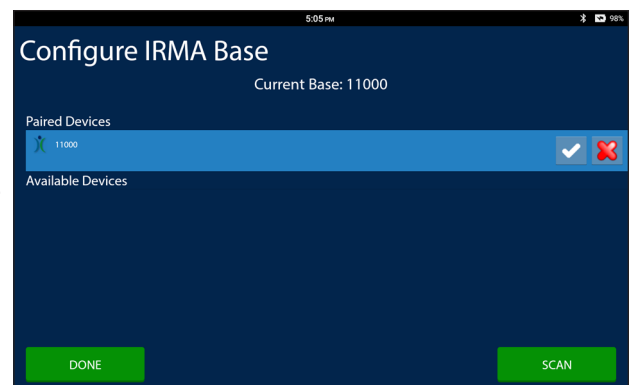 5:05 PM
98%
Configure IRMA Base
Current Base: 11000
Paired Devices
11000
Available Devices
DONE
SCAN